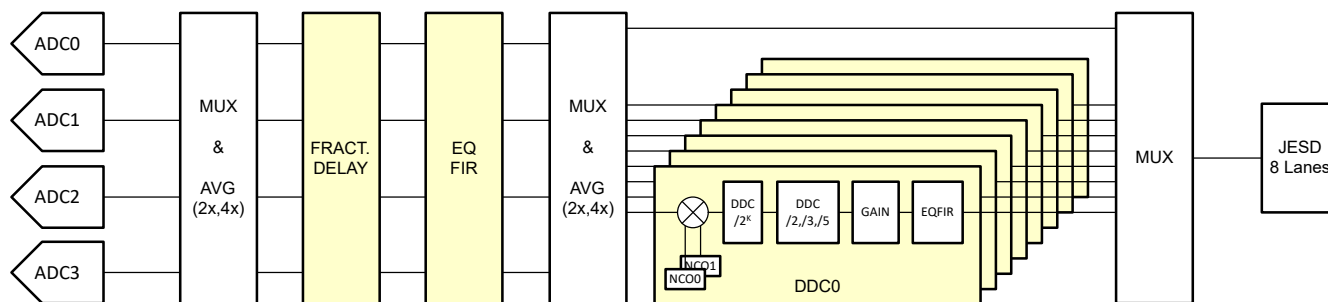 ADC0
ADC1
ADC2
ADC3
MUX
&
AVG
(2x,4x)
FRACT.
DELAY
EQ
FIR
MUX
&
AVG
(2x,4x)
DDC
/2ᴷ
DDC
/2,/3,/5
GAIN
EQFIR
NCO1
NCO0
DDC0
MUX
JESD
8 Lanes